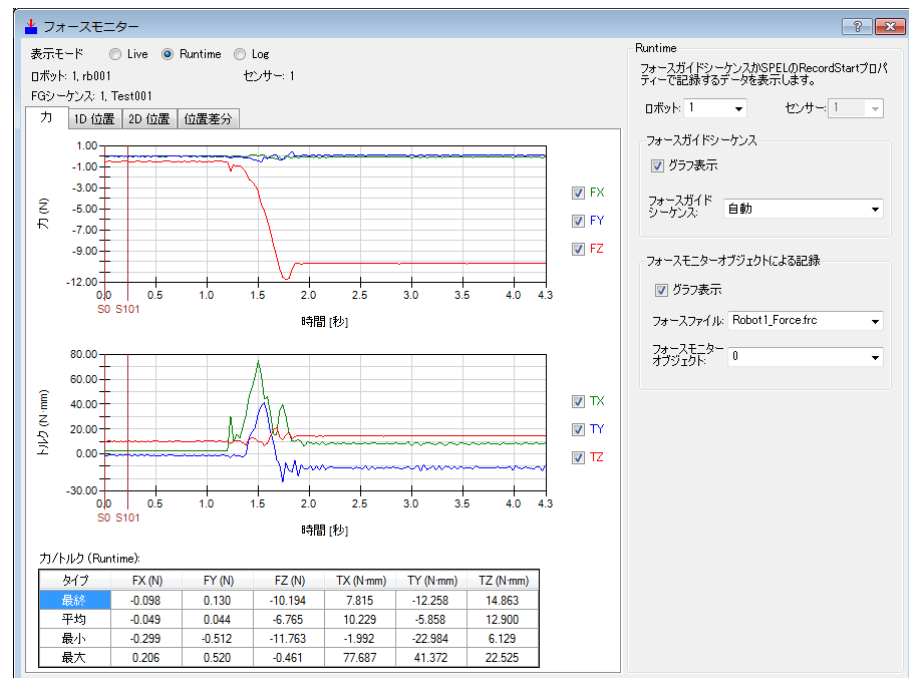 フォースモニター
表示モード Live Runtime Log
ロボット: 1, rb001 センサー: 1
FGシーケンス: 1, Test001
力 1D 位置 2D 位置 位置差分
力 (N)
1.00
-1.00
-3.00
-5.00
-7.00
-9.00
-12.00
0.0 0.5 1.0 1.5 2.0 2.5 3.0 3.5 4.0 4.3
S0 S101
時間 [秒]
FX
FY
FZ
トルク (N·mm)
80.00
60.00
40.00
20.00
0.00
-30.00
0.0 0.5 1.0 1.5 2.0 2.5 3.0 3.5 4.0 4.3
S0 S101
時間 [秒]
TX
TY
TZ
力/トルク (Runtime):
タイプ FX (N) FY (N) FZ (N) TX (N·mm) TY (N·mm) TZ (N·mm)
最終 -0.098 0.130 -10.194 7.815 -12.258 14.863
平均 -0.049 0.044 -6.765 10.229 -5.858 12.900
最小 -0.299 -0.512 -11.763 -1.992 -22.984 6.129
最大 0.206 0.520 -0.461 77.687 41.372 22.525
Runtime
フォースガイドシーケンスがSPELのRecordStartプロパ
ティーで記録するデータを表示します。
ロボット: 1 センサー: 1
フォースガイドシーケンス
グラフ表示
フォースガイド
シーケンス: 自動
フォースモニターオブジェクトによる記録
グラフ表示
フォースファイル: Robot1_Force.frc
フォースモニター
オブジェクト: 0